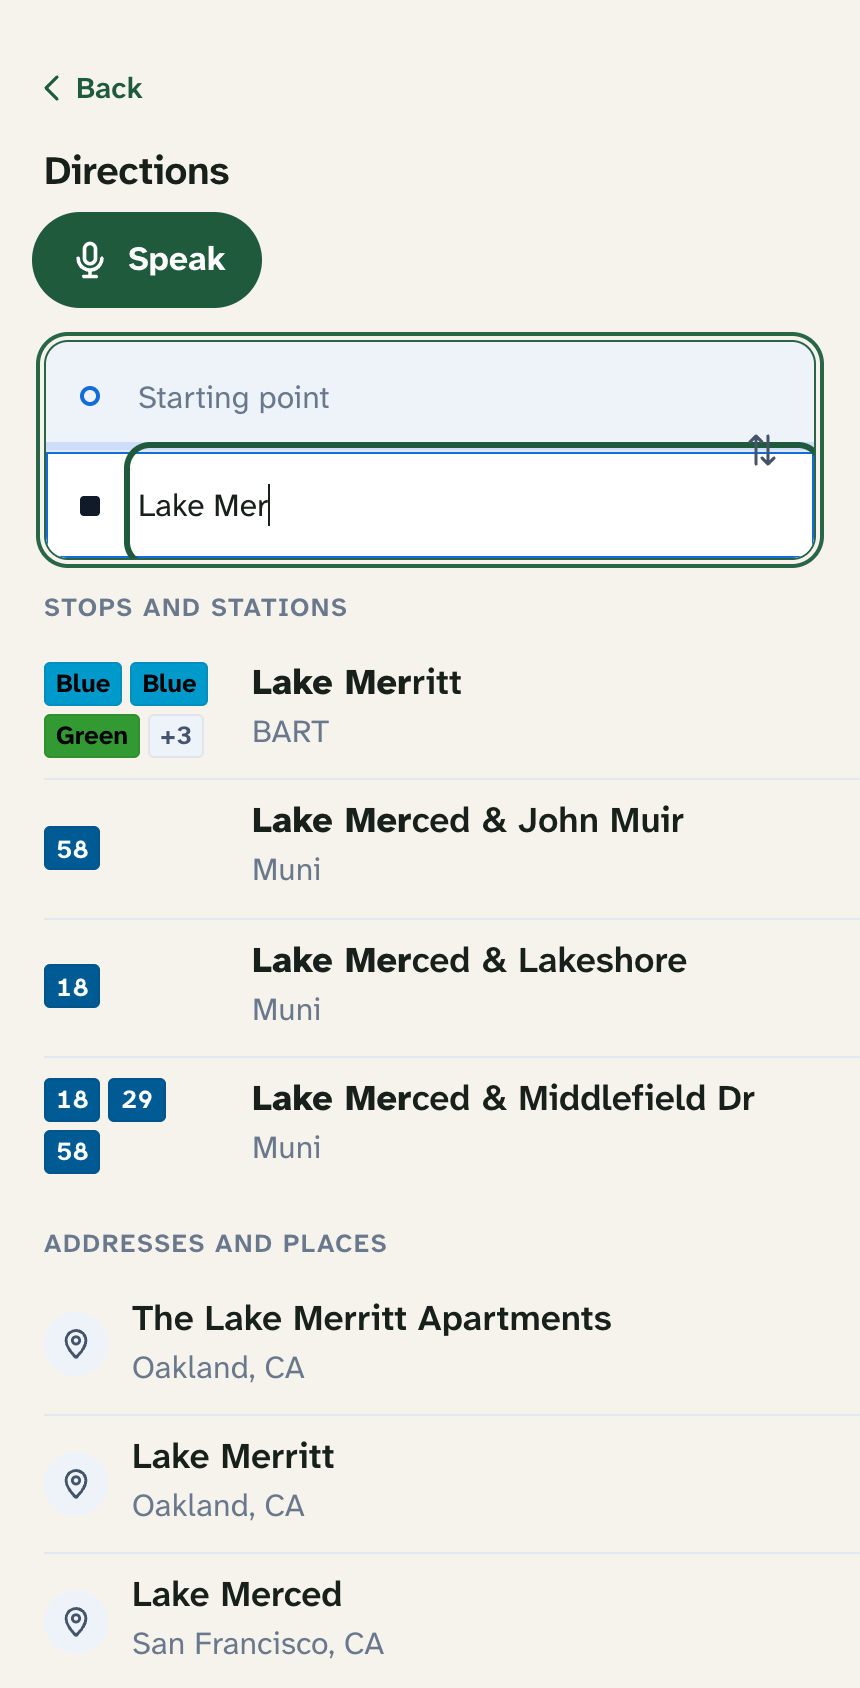 Back
Directions
Speak
Starting point
Lake Mer
STOPS AND STATIONS
Blue Blue
Green +3
Lake Merritt
BART
58
Lake Merced & John Muir
Muni
18
Lake Merced & Lakeshore
Muni
18 29
58
Lake Merced & Middlefield Dr
Muni
ADDRESSES AND PLACES
The Lake Merritt Apartments
Oakland, CA
Lake Merritt
Oakland, CA
Lake Merced
San Francisco, CA